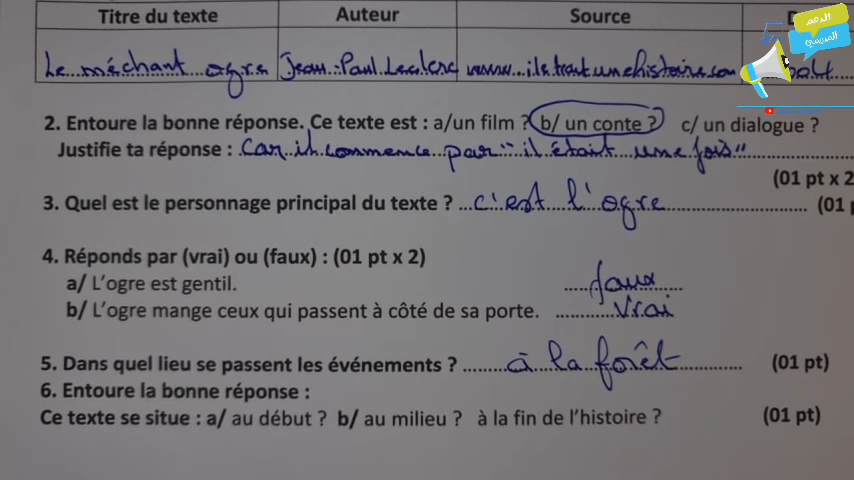 Titre du texte Auteur Source
Le méchant ogre Jean-Paul Leclerc www.iletaitunehistoire.com
2. Entoure la bonne réponse. Ce texte est : a/un film ? b/ un conte ? c/ un dialogue ?
Justifie ta réponse : Car il commence par "il était une fois"
(01 pt x 2
3. Quel est le personnage principal du texte ? c'est l'ogre (01 p
4. Réponds par (vrai) ou (faux) : (01 pt x 2)
a/ L'ogre est gentil. faux
b/ L'ogre mange ceux qui passent à côté de sa porte. Vrai
5. Dans quel lieu se passent les événements ? à la forêt (01 pt)
6. Entoure la bonne réponse :
Ce texte se situe : a/ au début ? b/ au milieu ? à la fin de l'histoire ? (01 pt)
الدعم
المدرسي